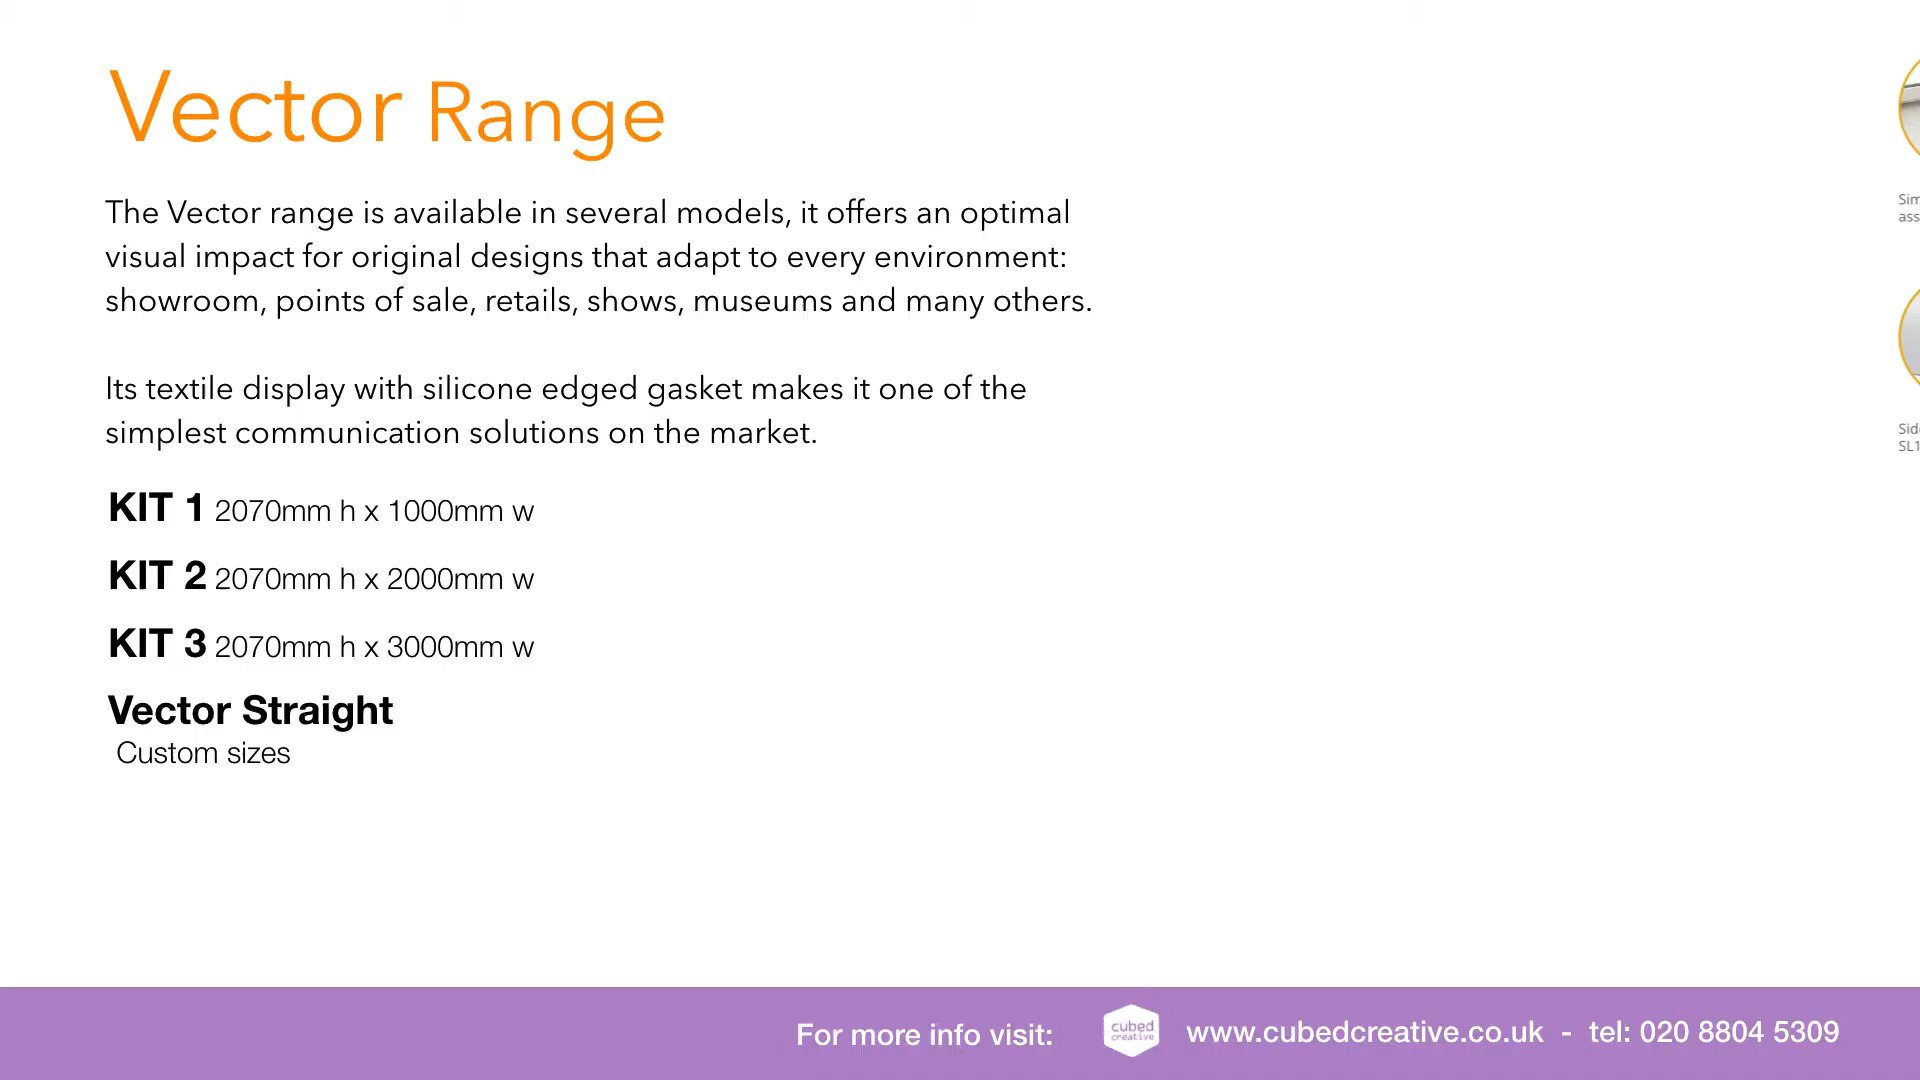 Vector Range
The Vector range is available in several models, it offers an optimal
visual impact for original designs that adapt to every environment:
showroom, points of sale, retails, shows, museums and many others.
Its textile display with silicone edged gasket makes it one of the
simplest communication solutions on the market.
KIT 1 2070mm h x 1000mm w
KIT 2 2070mm h x 2000mm w
KIT 3 2070mm h x 3000mm w
Vector Straight
Custom sizes
For more info visit:
cubed
creative
www.cubedcreative.co.uk - tel: 020 8804 5309